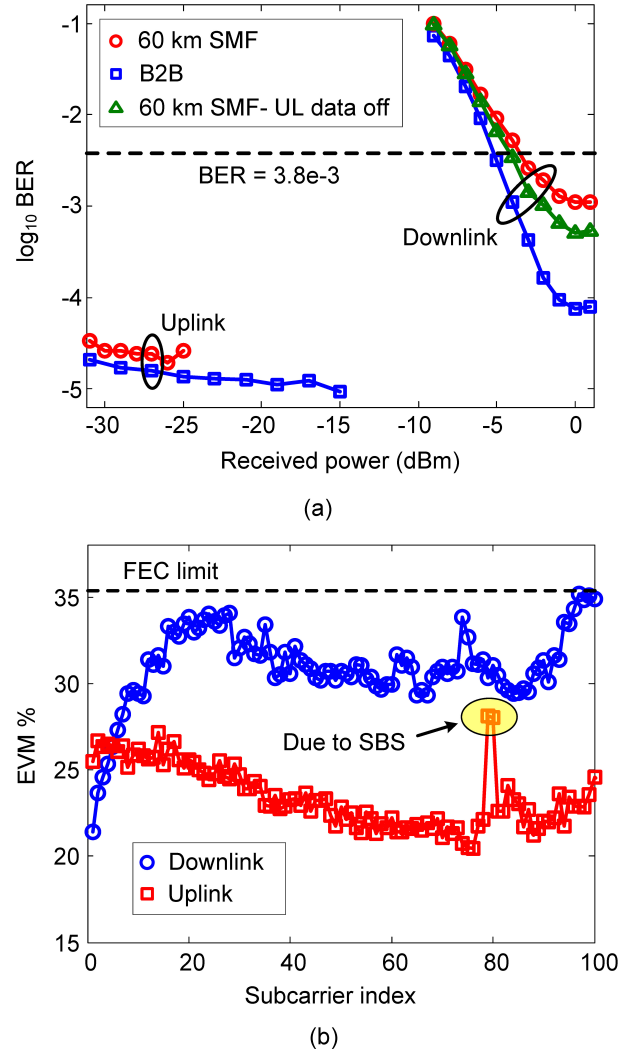 -1
-2
-3
-4
-5
log10 BER
60 km SMF
B2B
60 km SMF- UL data off
BER = 3.8e-3
Downlink
Uplink
-30 -25 -20 -15 -10 -5 0
Received power (dBm)
(a)
40
35
30
25
20
15
EVM %
FEC limit
Due to SBS
Downlink
Uplink
0 20 40 60 80 100
Subcarrier index
(b)